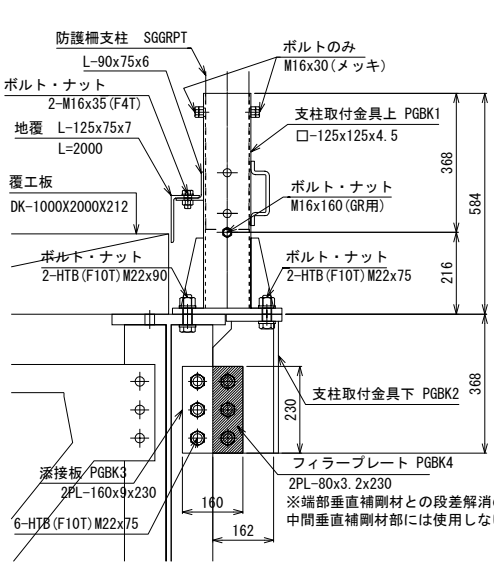 防護柵支柱 SGGRPT
L-90x75x6
ボルト・ナット
2-M16x35(F4T)
地覆 L-125x75x7
L=2000
覆工板
DK-1000X2000X212
ボルトのみ
M16x30(メッキ)
支柱取付金具上 PGBK1
□-125x125x4.5
ボルト・ナット
M16x160(GR用)
ボルト・ナット
2-HTB(F10T)M22x90
ボルト・ナット
2-HTB(F10T)M22x75
368
584
216
368
支柱取付金具下 PGBK2
230
添接板 PGBK3
2PL-160x9x230
6-HTB(F10T)M22x75
160
162
フィラープレート PGBK4
2PL-80x3.2x230
※端部垂直補剛材との段差解消
中間垂直補剛材部には使用しな